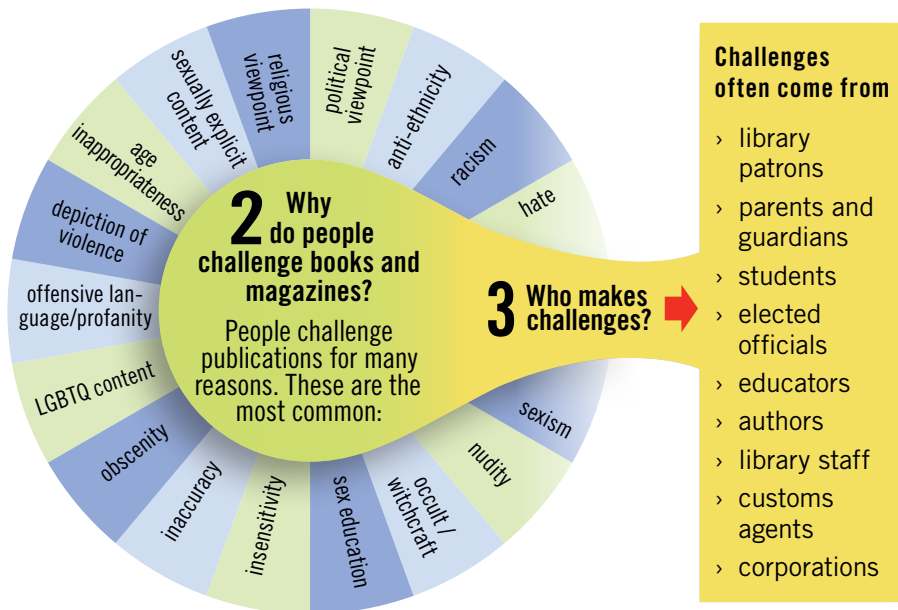 2 Why
do people
challenge books and
magazines?
People challenge
publications for many
reasons. These are the
most common:
political
viewpoint
anti-ethnicity
racism
hate
sexism
nudity
occult /
witchcraft
sex education
insensitivity
inaccuracy
obscenity
LGBTQ content
offensive lan-
guage/profanity
depiction of
violence
age
inappropriateness
sexually explicit
content
religious
viewpoint
3 Who makes
challenges?
Challenges
often come from
› library
patrons
› parents and
guardians
› students
› elected
officials
› educators
› authors
› library staff
› customs
agents
› corporations